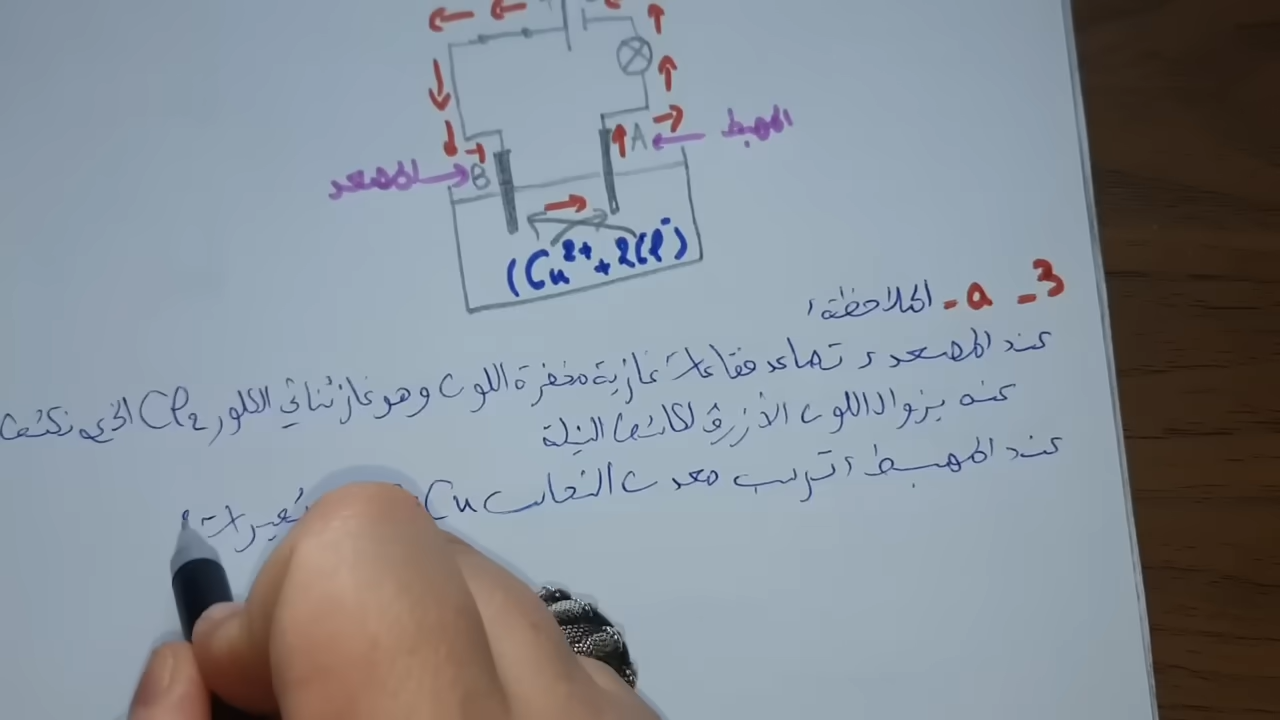 A المهبط
المصعد B
(Cu²⁺ + 2Cl⁻)
3 - a - الملاحظة:
عند المصعد: تصاعد فقاعات غازية مخضرة اللون وهو غاز ثنائي الكلور Cl₂ الذي نكشف
عنه بزوال اللون الأزرق لكاشف النيلة
عند المهبط: ترسب معدن النحاس Cu شعيرات